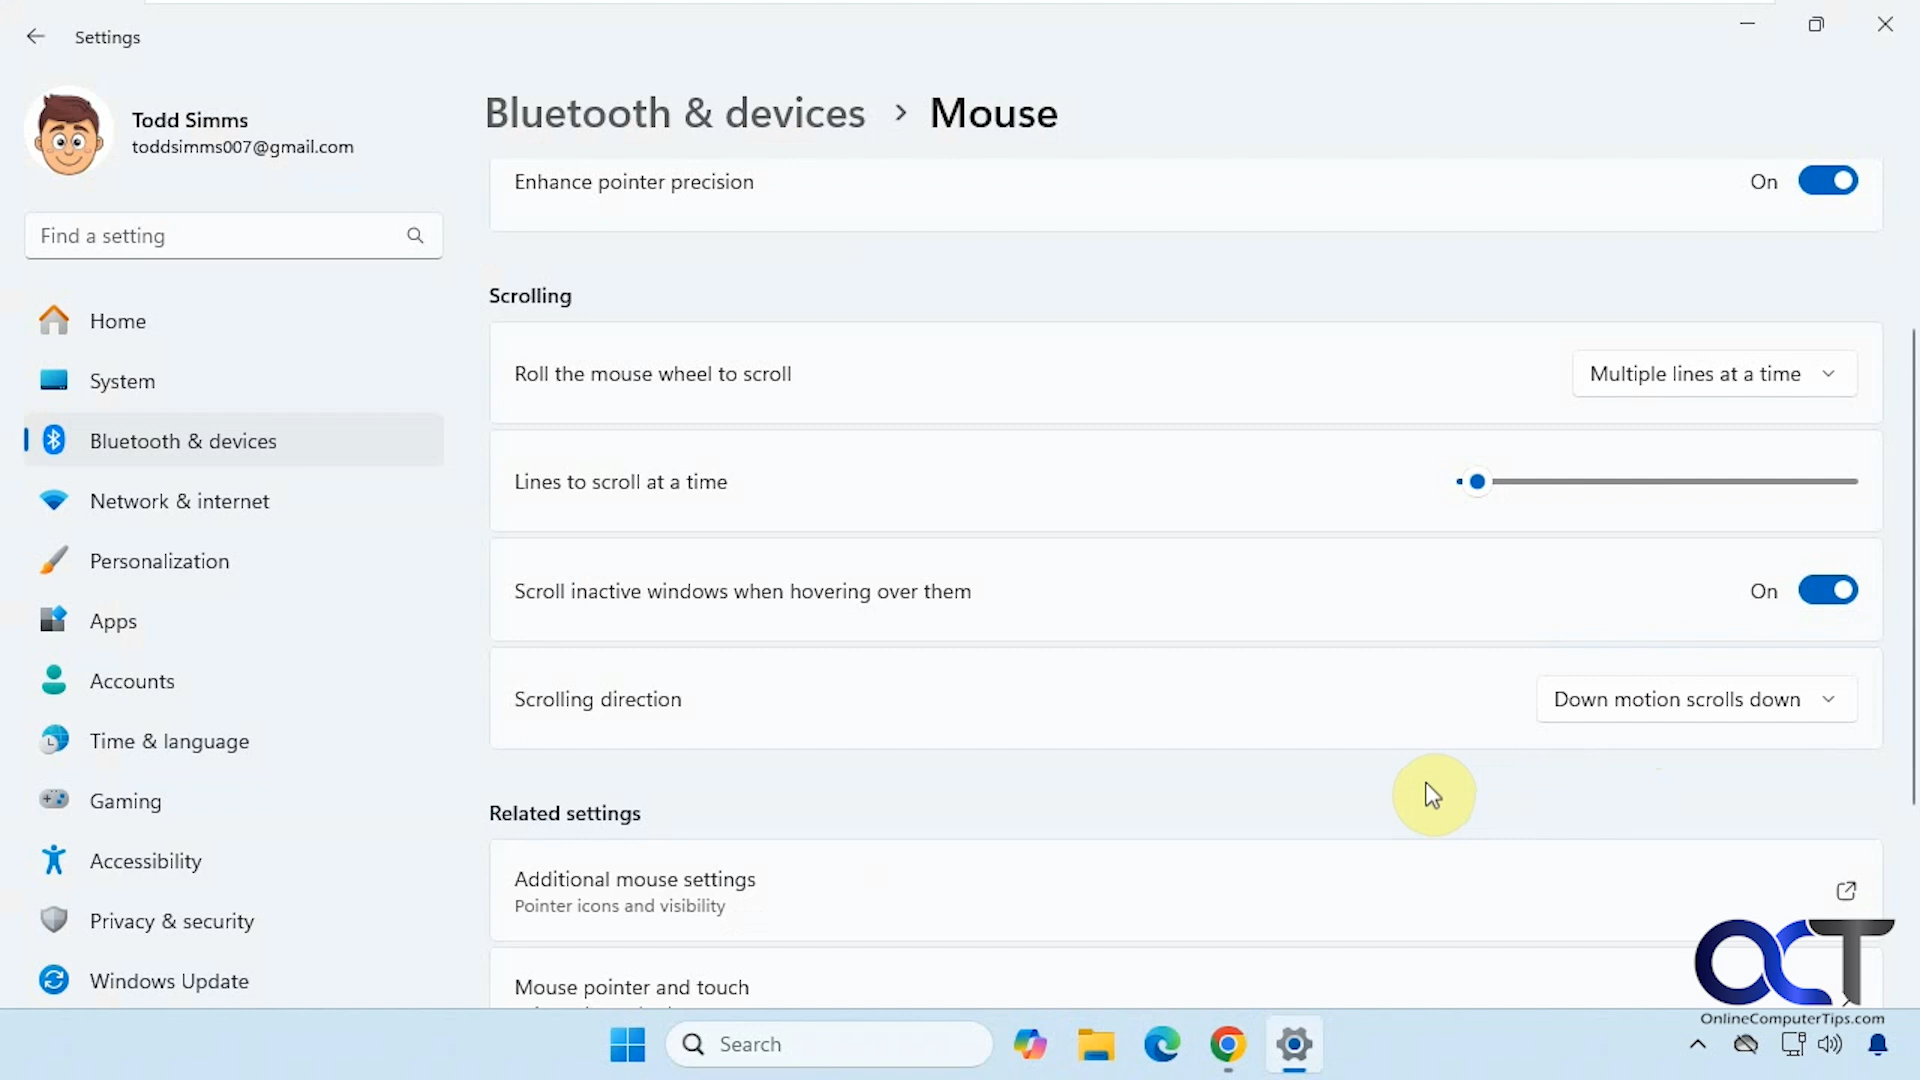 Settings
Todd Simms
toddsimms007@gmail.com
Find a setting
Home
System
Bluetooth & devices
Network & internet
Personalization
Apps
Accounts
Time & language
Gaming
Accessibility
Privacy & security
Windows Update
Bluetooth & devices > Mouse
Enhance pointer precision On
Scrolling
Roll the mouse wheel to scroll Multiple lines at a time
Lines to scroll at a time
Scroll inactive windows when hovering over them On
Scrolling direction Down motion scrolls down
Related settings
Additional mouse settings
Pointer icons and visibility
Mouse pointer and touch
OCT
OnlineComputerTips.com
Search